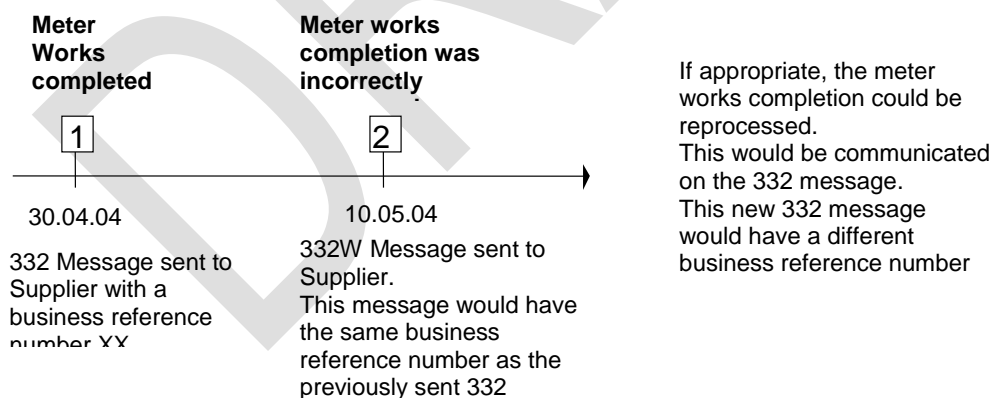 Meter
Works
completed
Meter works
completion was
incorrectly
1
2
30.04.04
10.05.04
332 Message sent to
Supplier with a
business reference
number XX
332W Message sent to
Supplier.
This message would have
the same business
reference number as the
previously sent 332
If appropriate, the meter
works completion could be
reprocessed.
This would be communicated
on the 332 message.
This new 332 message
would have a different
business reference number